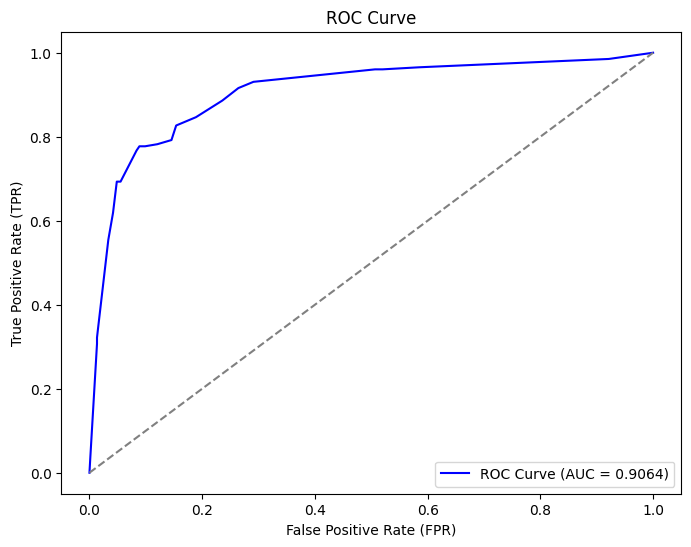 ROC Curve
True Positive Rate (TPR)
1.0
0.8
0.6
0.4
0.2
0.0
ROC Curve (AUC = 0.9064)
0.0 0.2 0.4 0.6 0.8 1.0
False Positive Rate (FPR)